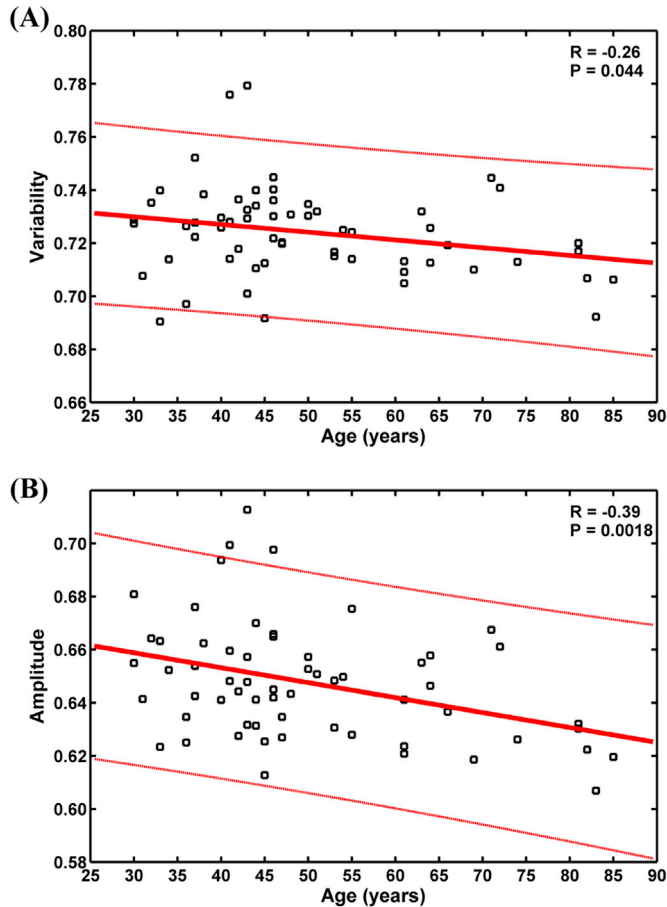 (A)
0.80
0.78
0.76
0.74
0.72
0.70
0.68
0.66
Variability
R = -0.26
P = 0.044
25 30 35 40 45 50 55 60 65 70 75 80 85 90
Age (years)
(B)
0.70
0.68
0.66
0.64
0.62
0.60
0.58
Amplitude
R = -0.39
P = 0.0018
25 30 35 40 45 50 55 60 65 70 75 80 85 90
Age (years)